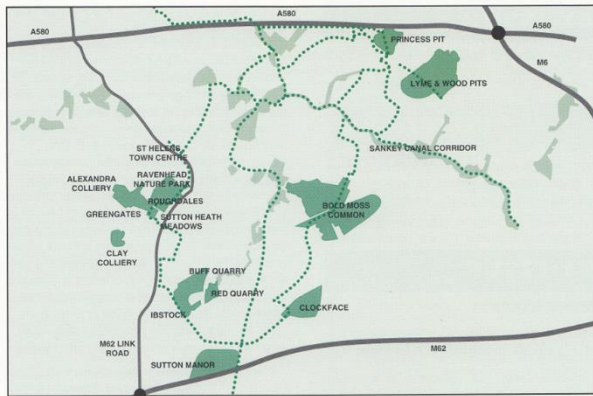 A580
A580
A580
PRINCESS PIT
M6
LYME & WOOD PITS
ST HELENS
TOWN CENTRE
SANKEY CANAL CORRIDOR
RAVENHEAD
NATURE PARK
ALEXANDRA
COLLIERY
ROUGHDALES
GREENGATES
SUTTON HEATH
MEADOWS
BOLD MOSS
COMMON
CLAY
COLLIERY
BUFF QUARRY
RED QUARRY
IBSTOCK
CLOCKFACE
M62 LINK
ROAD
M62
SUTTON MANOR